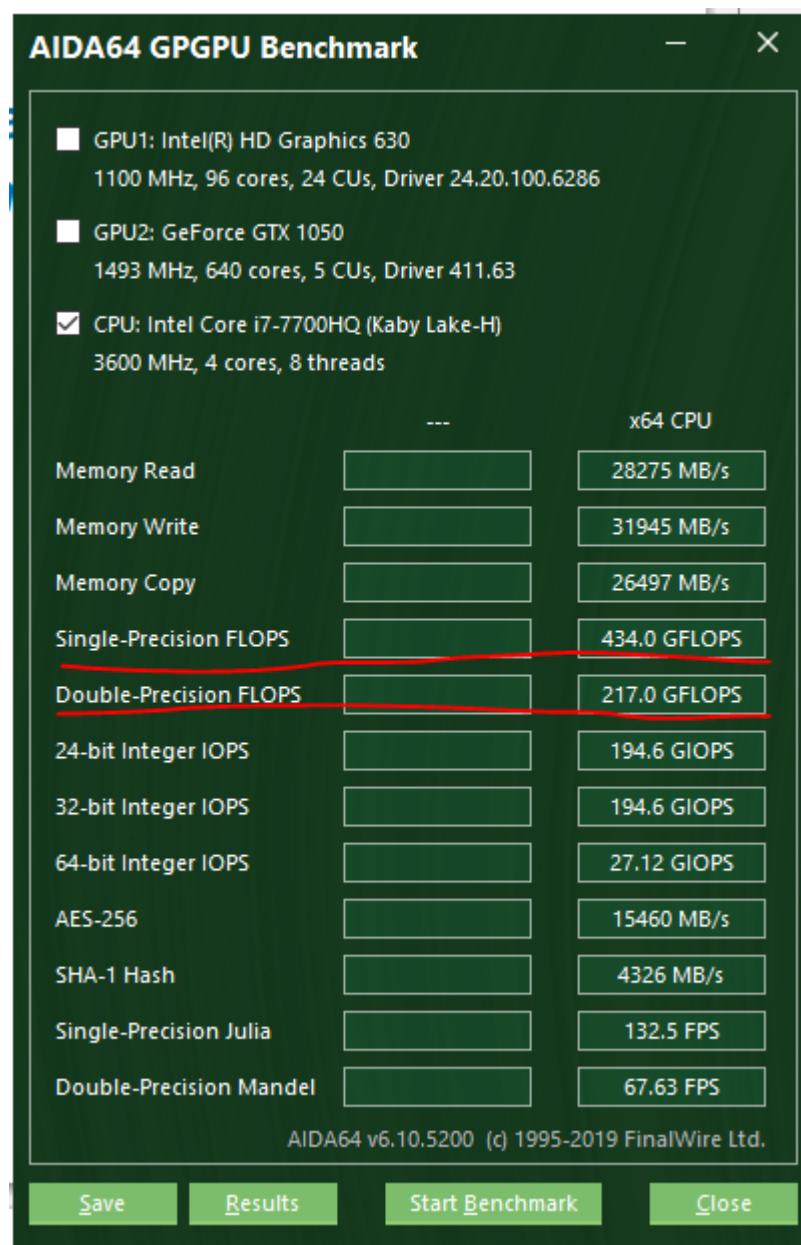 AIDA64 GPGPU Benchmark
GPU1: Intel(R) HD Graphics 630
1100 MHz, 96 cores, 24 CUs, Driver 24.20.100.6286
GPU2: GeForce GTX 1050
1493 MHz, 640 cores, 5 CUs, Driver 411.63
CPU: Intel Core i7-7700HQ (Kaby Lake-H)
3600 MHz, 4 cores, 8 threads
--- x64 CPU
Memory Read 28275 MB/s
Memory Write 31945 MB/s
Memory Copy 26497 MB/s
Single-Precision FLOPS 434.0 GFLOPS
Double-Precision FLOPS 217.0 GFLOPS
24-bit Integer IOPS 194.6 GIOPS
32-bit Integer IOPS 194.6 GIOPS
64-bit Integer IOPS 27.12 GIOPS
AES-256 15460 MB/s
SHA-1 Hash 4326 MB/s
Single-Precision Julia 132.5 FPS
Double-Precision Mandel 67.63 FPS
AIDA64 v6.10.5200 (c) 1995-2019 FinalWire Ltd.
Save Results Start Benchmark Close